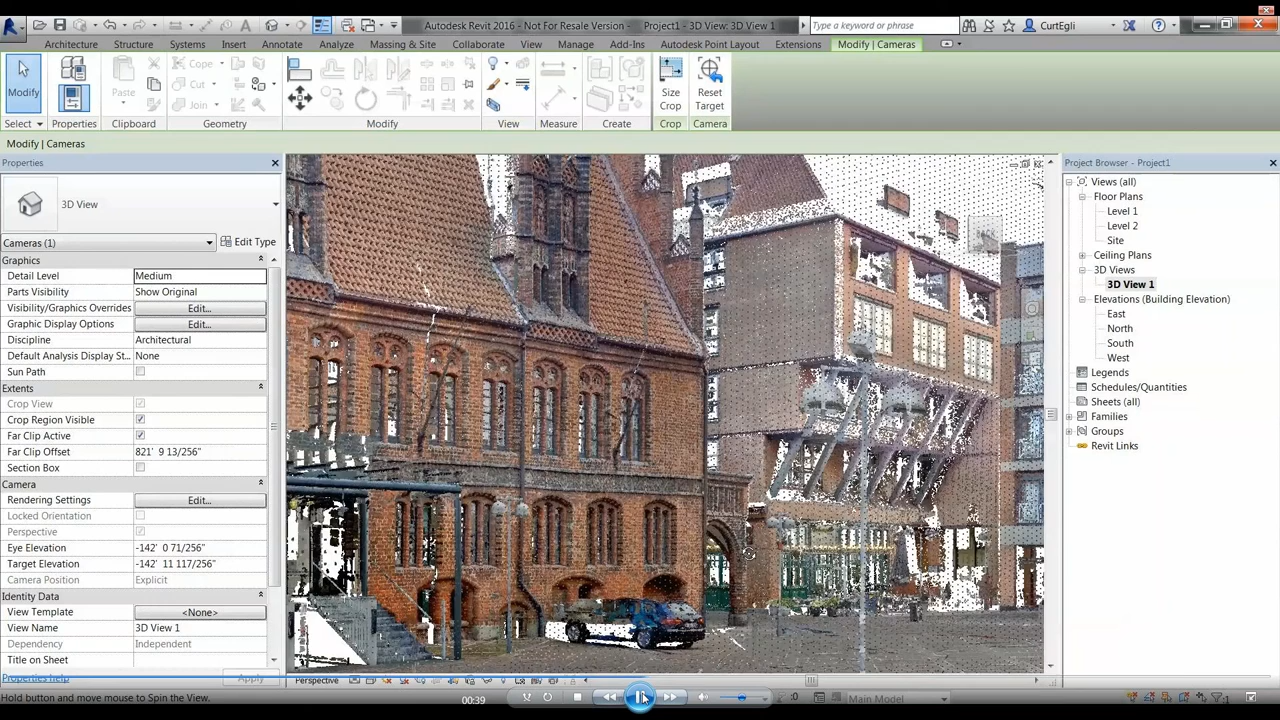 Autodesk Revit 2016 - Not For Resale Version - Project1 - 3D View: 3D View 1
Type a keyword or phrase
CurtEgli
Architecture Structure Systems Insert Annotate Analyze Massing & Site Collaborate View Manage Add-Ins Autodesk Point Layout Extensions Modify | Cameras
Modify
Paste
Cope
Cut
Join
Size Crop
Reset Target
Select Properties Clipboard Geometry Modify View Measure Create Crop Camera
Modify | Cameras
Properties
3D View
Cameras (1)
Edit Type
Graphics
Detail Level Medium
Parts Visibility Show Original
Visibility/Graphics Overrides Edit...
Graphic Display Options Edit...
Discipline Architectural
Default Analysis Display St... None
Sun Path
Extents
Crop View
Crop Region Visible
Far Clip Active
Far Clip Offset 821' 9 13/256"
Section Box
Camera
Rendering Settings Edit...
Locked Orientation
Perspective
Eye Elevation -142' 0 71/256"
Target Elevation -142' 11 117/256"
Camera Position Explicit
Identity Data
View Template <None>
View Name 3D View 1
Dependency Independent
Title on Sheet
Properties help
Apply
Perspective
Hold button and move mouse to Spin the View.
00:39
:0
Main Model
Project Browser - Project1
Views (all)
Floor Plans
Level 1
Level 2
Site
Ceiling Plans
3D Views
3D View 1
Elevations (Building Elevation)
East
North
South
West
Legends
Schedules/Quantities
Sheets (all)
Families
Groups
Revit Links